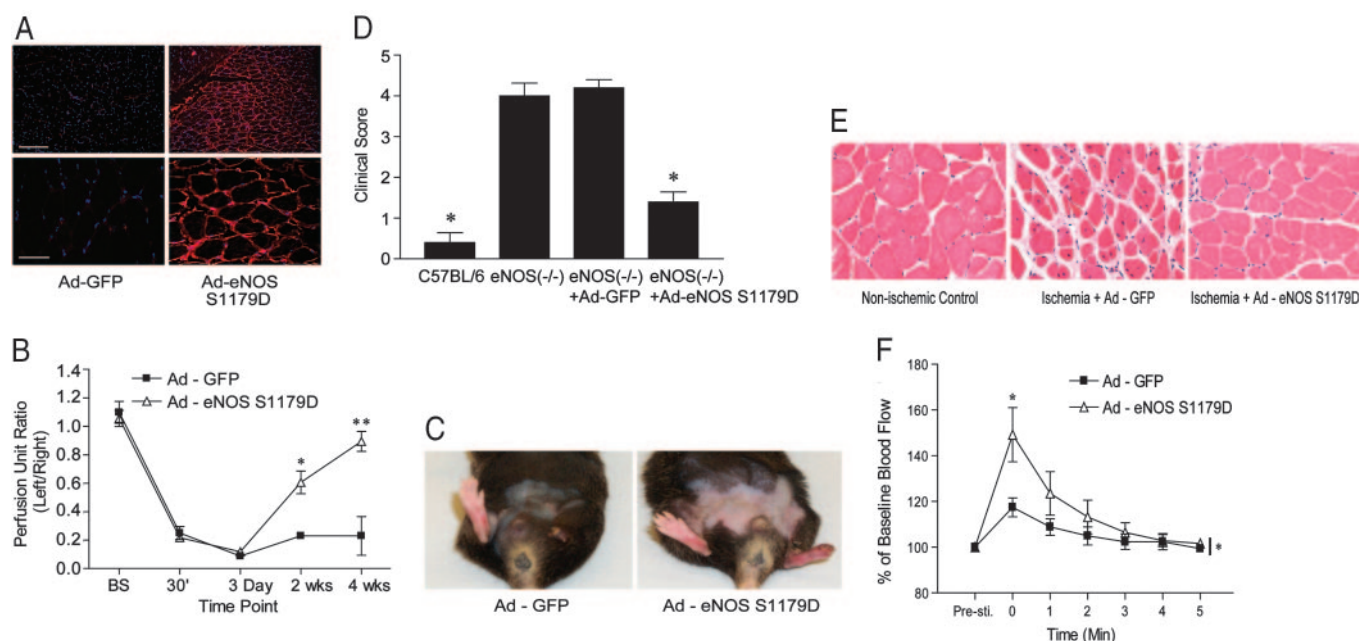 A
Ad-GFP
Ad-eNOS
S1179D
D
Clinical Score
5
4
3
2
1
0
*
*
C57BL/6
eNOS(-/-)
eNOS(-/-)
+Ad-GFP
eNOS(-/-)
+Ad-eNOS S1179D
E
Non-ischemic Control
Ischemia + Ad - GFP
Ischemia + Ad - eNOS S1179D
B
Perfusion Unit Ratio
(Left/Right)
1.4
1.2
1.0
0.8
0.6
0.4
0.2
0.0
Ad - GFP
Ad - eNOS S1179D
*
**
BS
30'
3 Day
2 wks
4 wks
Time Point
C
Ad - GFP
Ad - eNOS S1179D
F
% of Baseline Blood Flow
180
160
140
120
100
80
Ad - GFP
Ad - eNOS S1179D
*
*
Pre-sti.
0
1
2
3
4
5
Time (Min)